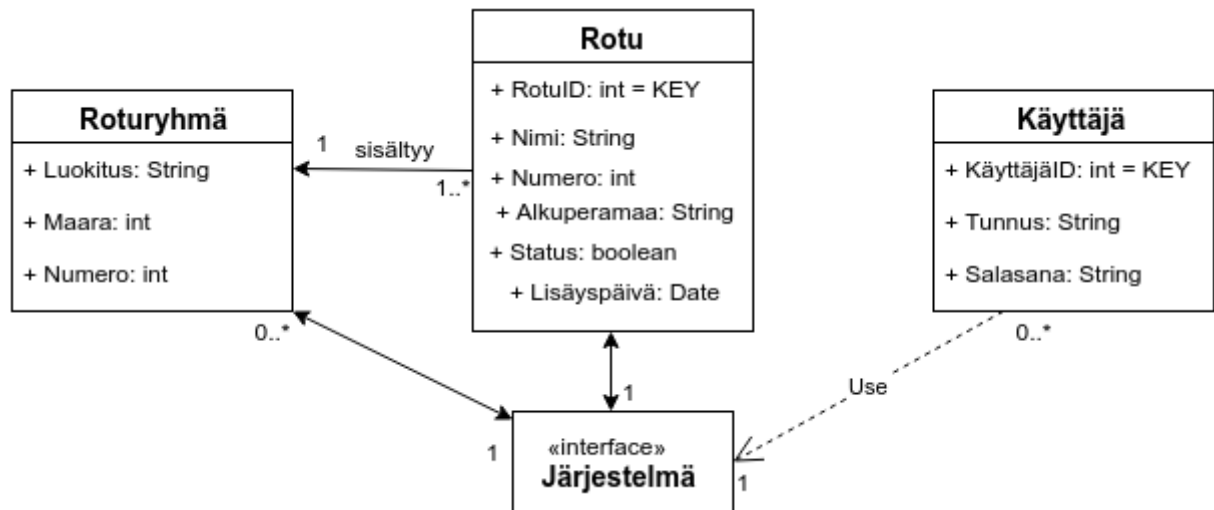 Roturyhmä
+ Luokitus: String
+ Maara: int
+ Numero: int
0..*
1
sisältyy
1..*
Rotu
+ RotuID: int = KEY
+ Nimi: String
+ Numero: int
+ Alkuperamaa: String
+ Status: boolean
+ Lisäyspäivä: Date
1
Käyttäjä
+ KäyttäjäID: int = KEY
+ Tunnus: String
+ Salasana: String
0..*
Use
1
«interface»
Järjestelmä
1